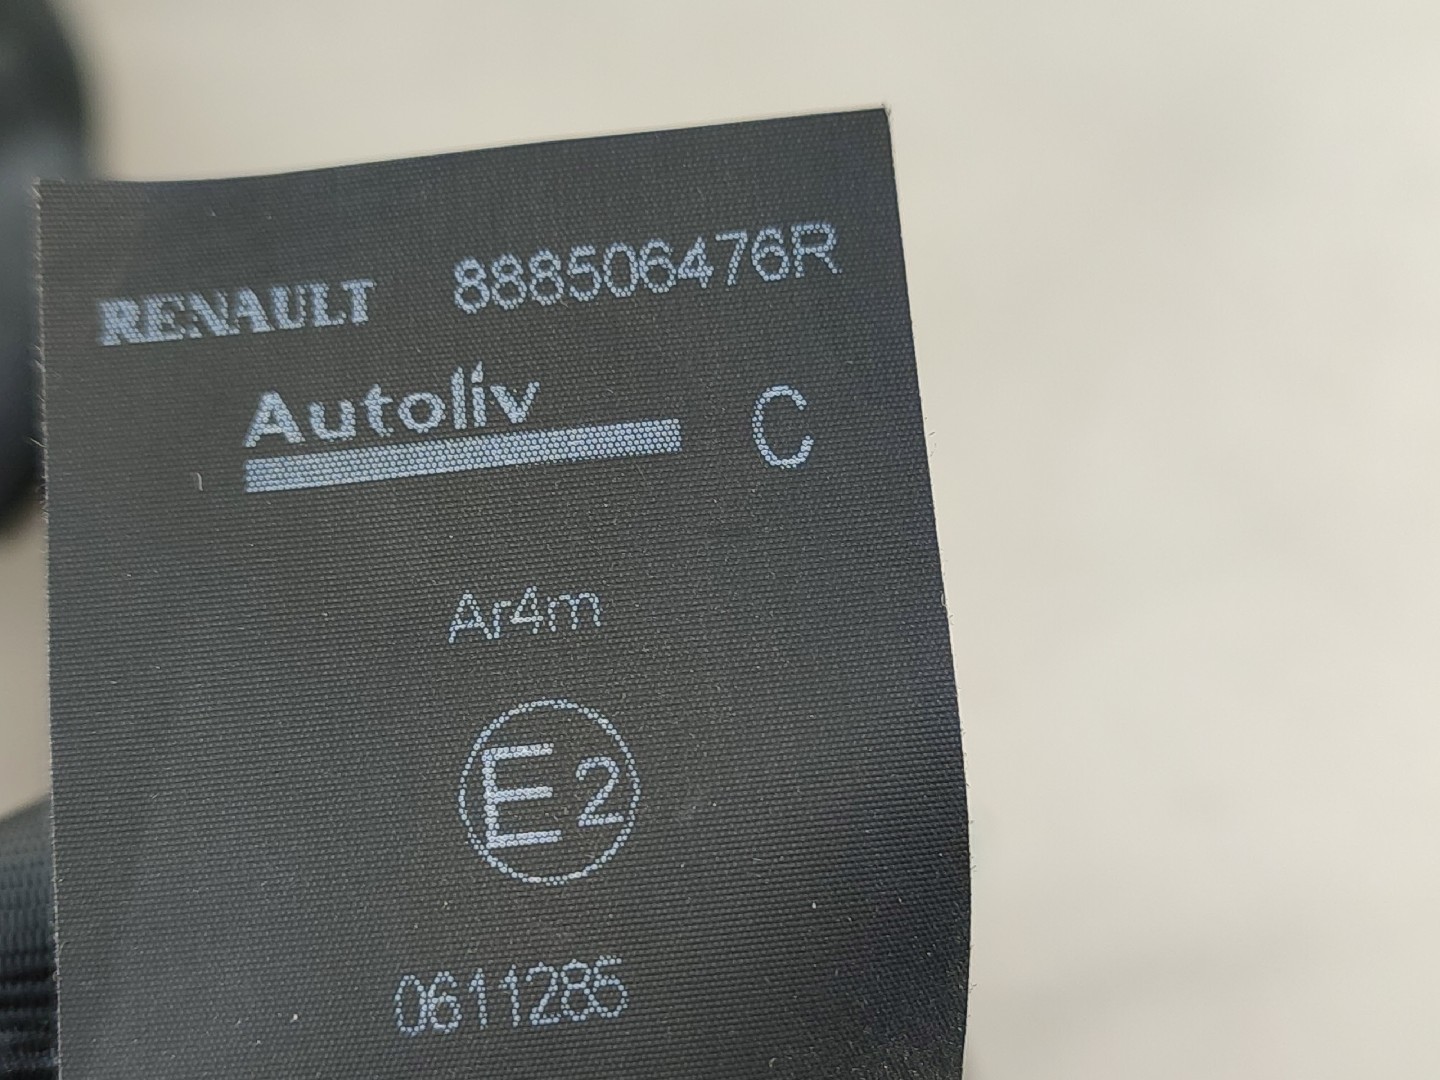 RENAULT 888506476R
Autoliv C
Ar4m
E2
0611285